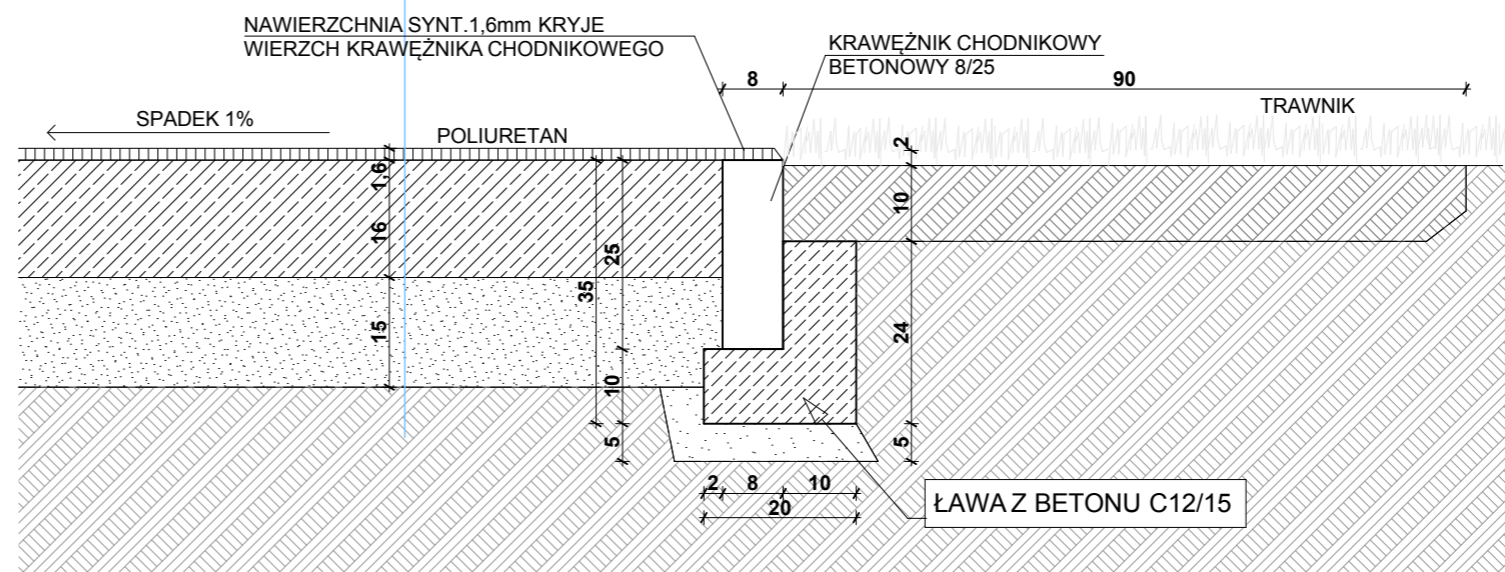 NAWIERZCHNIA SYNT.1,6mm KRYJE
WIERZCH KRAWĘŻNIKA CHODNIKOWEGO
KRAWĘŻNIK CHODNIKOWY
BETONOWY 8/25
8
90
SPADEK 1%
POLIURETAN
TRAWNIK
2
1,6
10
16
25
35
15
24
10
5
5
2 8 10
20
ŁAWA Z BETONU C12/15